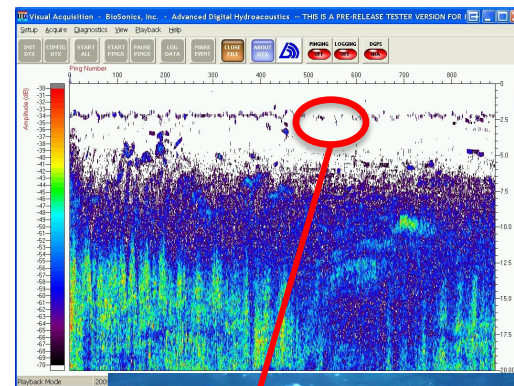 Visual Acquisition - BioSonics, Inc. - Advanced Digital Hydroacoustics -- THIS IS A PRE-RELEASE TESTER VERSION FOR
Setup Acquire Diagnostics View Playback Help
INIT DTX
CONFIG DTX
START ALL
START PINGS
PAUSE PINGS
LOG DATA
MARK EVENT
CLOSE FILE
ABOUT DTX
PINGING OFF
LOGGING OFF
DGPS OFF
Ping Number
0 100 200 300 400 500 600 700 800
Amplitude (dB)
-30
-31
-32
-33
-34
-35
-36
-37
-38
-39
-40
-41
-42
-43
-44
-45
-46
-47
-48
-49
-50
-51
-52
-53
-54
-55
-56
-57
-58
-59
-60
-61
-62
-63
-64
-65
-66
-67
-68
-69
-70
0
2.5
5.0
7.5
10.0
12.5
15.0
17.5
20.00
Playback Mode